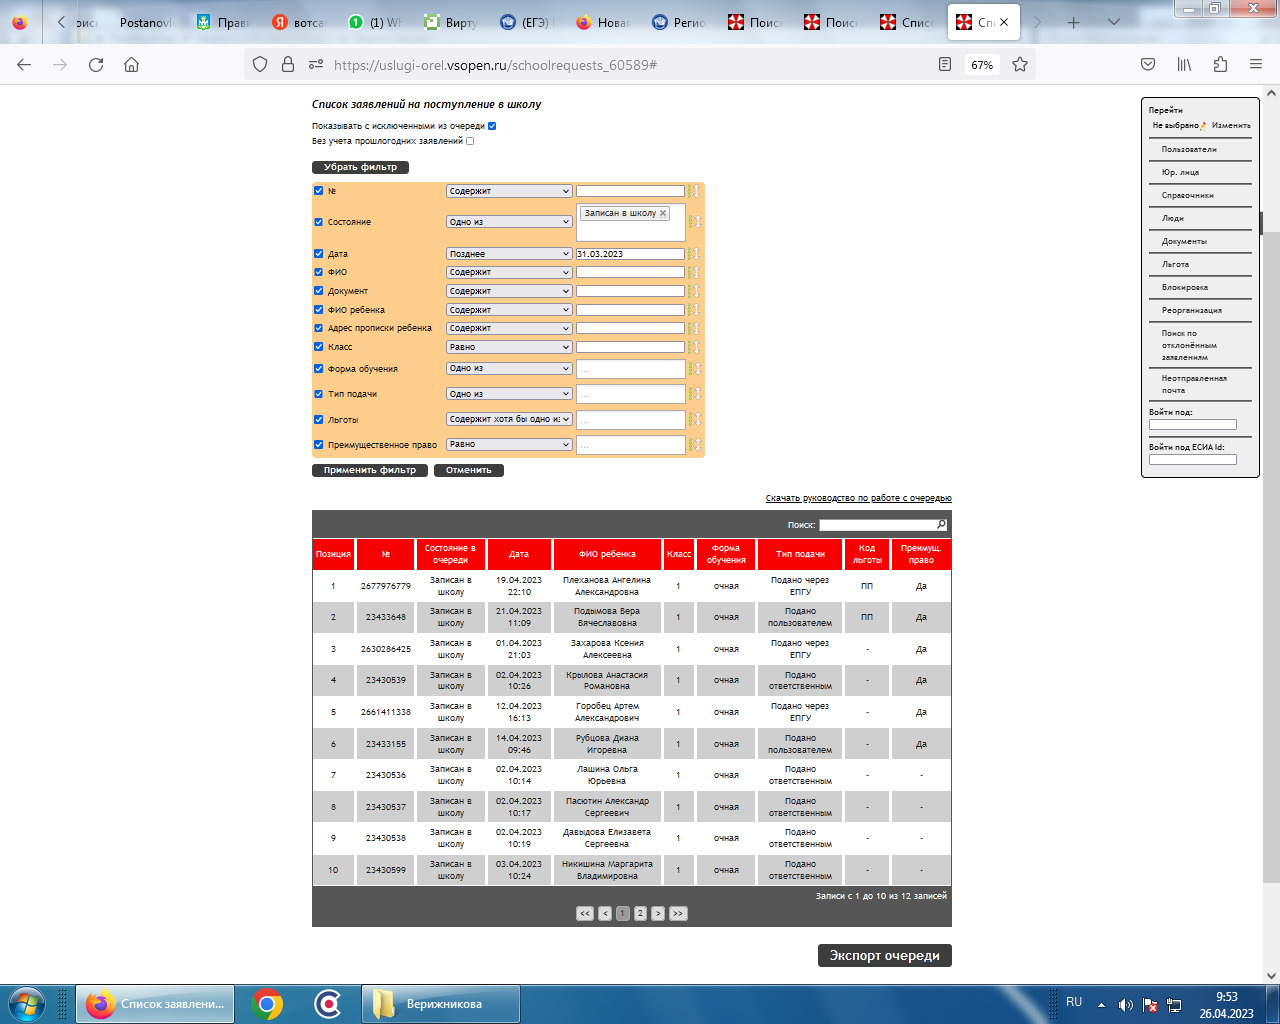 Postanovl
Прави
вотса
(1) Wh
Вирту
(ЕГЭ)
Новая
Регио
Поиск
Поис
Списо
Сп
https://uslugi-orel.vsopen.ru/schoolrequests_60589#
67%
Список заявлений на поступление в школу
Показывать с исключенными из очереди
Без учета прошлогодних заявлений
Убрать фильтр
№ Содержит
Состояние Одно из Записан в школу
Дата Позднее 31.03.2023
ФИО Содержит
Документ Содержит
ФИО ребенка Содержит
Адрес прописки ребенка Содержит
Класс Равно
Форма обучения Одно из ...
Тип подачи Одно из ...
Льготы Содержит хотя бы одно из ...
Преимущественное право Равно ...
Применить фильтр Отменить
Скачать руководство по работе с очередью
Поиск:
Позиция № Состояние в очереди Дата ФИО ребенка Класс Форма обучения Тип подачи Код льготы Преимущ. право
1 2677976779 Записан в школу 19.04.2023 22:10 Плеханова Ангелина Александровна 1 очная Подано через ЕПГУ ПП Да
2 23433648 Записан в школу 21.04.2023 11:09 Подымова Вера Вячеславовна 1 очная Подано пользователем ПП Да
3 2630286425 Записан в школу 01.04.2023 21:03 Захарова Ксения Алексеевна 1 очная Подано через ЕПГУ - Да
4 23430539 Записан в школу 02.04.2023 10:26 Крылова Анастасия Романовна 1 очная Подано ответственным - Да
5 2661411338 Записан в школу 12.04.2023 16:13 Горобец Артем Александрович 1 очная Подано через ЕПГУ - Да
6 23433155 Записан в школу 14.04.2023 09:46 Рубцова Диана Игоревна 1 очная Подано пользователем - Да
7 23430536 Записан в школу 02.04.2023 10:14 Лашина Ольга Юрьевна 1 очная Подано ответственным - -
8 23430537 Записан в школу 02.04.2023 10:17 Пасютин Александр Сергеевич 1 очная Подано ответственным - -
9 23430538 Записан в школу 02.04.2023 10:19 Давыдова Елизавета Сергеевна 1 очная Подано ответственным - -
10 23430599 Записан в школу 03.04.2023 10:24 Никишина Маргарита Владимировна 1 очная Подано ответственным - -
Записи с 1 до 10 из 12 записей
<< < 1 2 > >>
Экспорт очереди
Перейти
Не выбрано Изменить
Пользователи
Юр. лица
Справочники
Люди
Документы
Льгота
Блокировка
Реорганизация
Поиск по
отклонённым
заявлениям
Неотправленная
почта
Войти под:
Войти под ЕСИА Id:
Список заявлени...
Верижникова
RU
9:53
26.04.2023